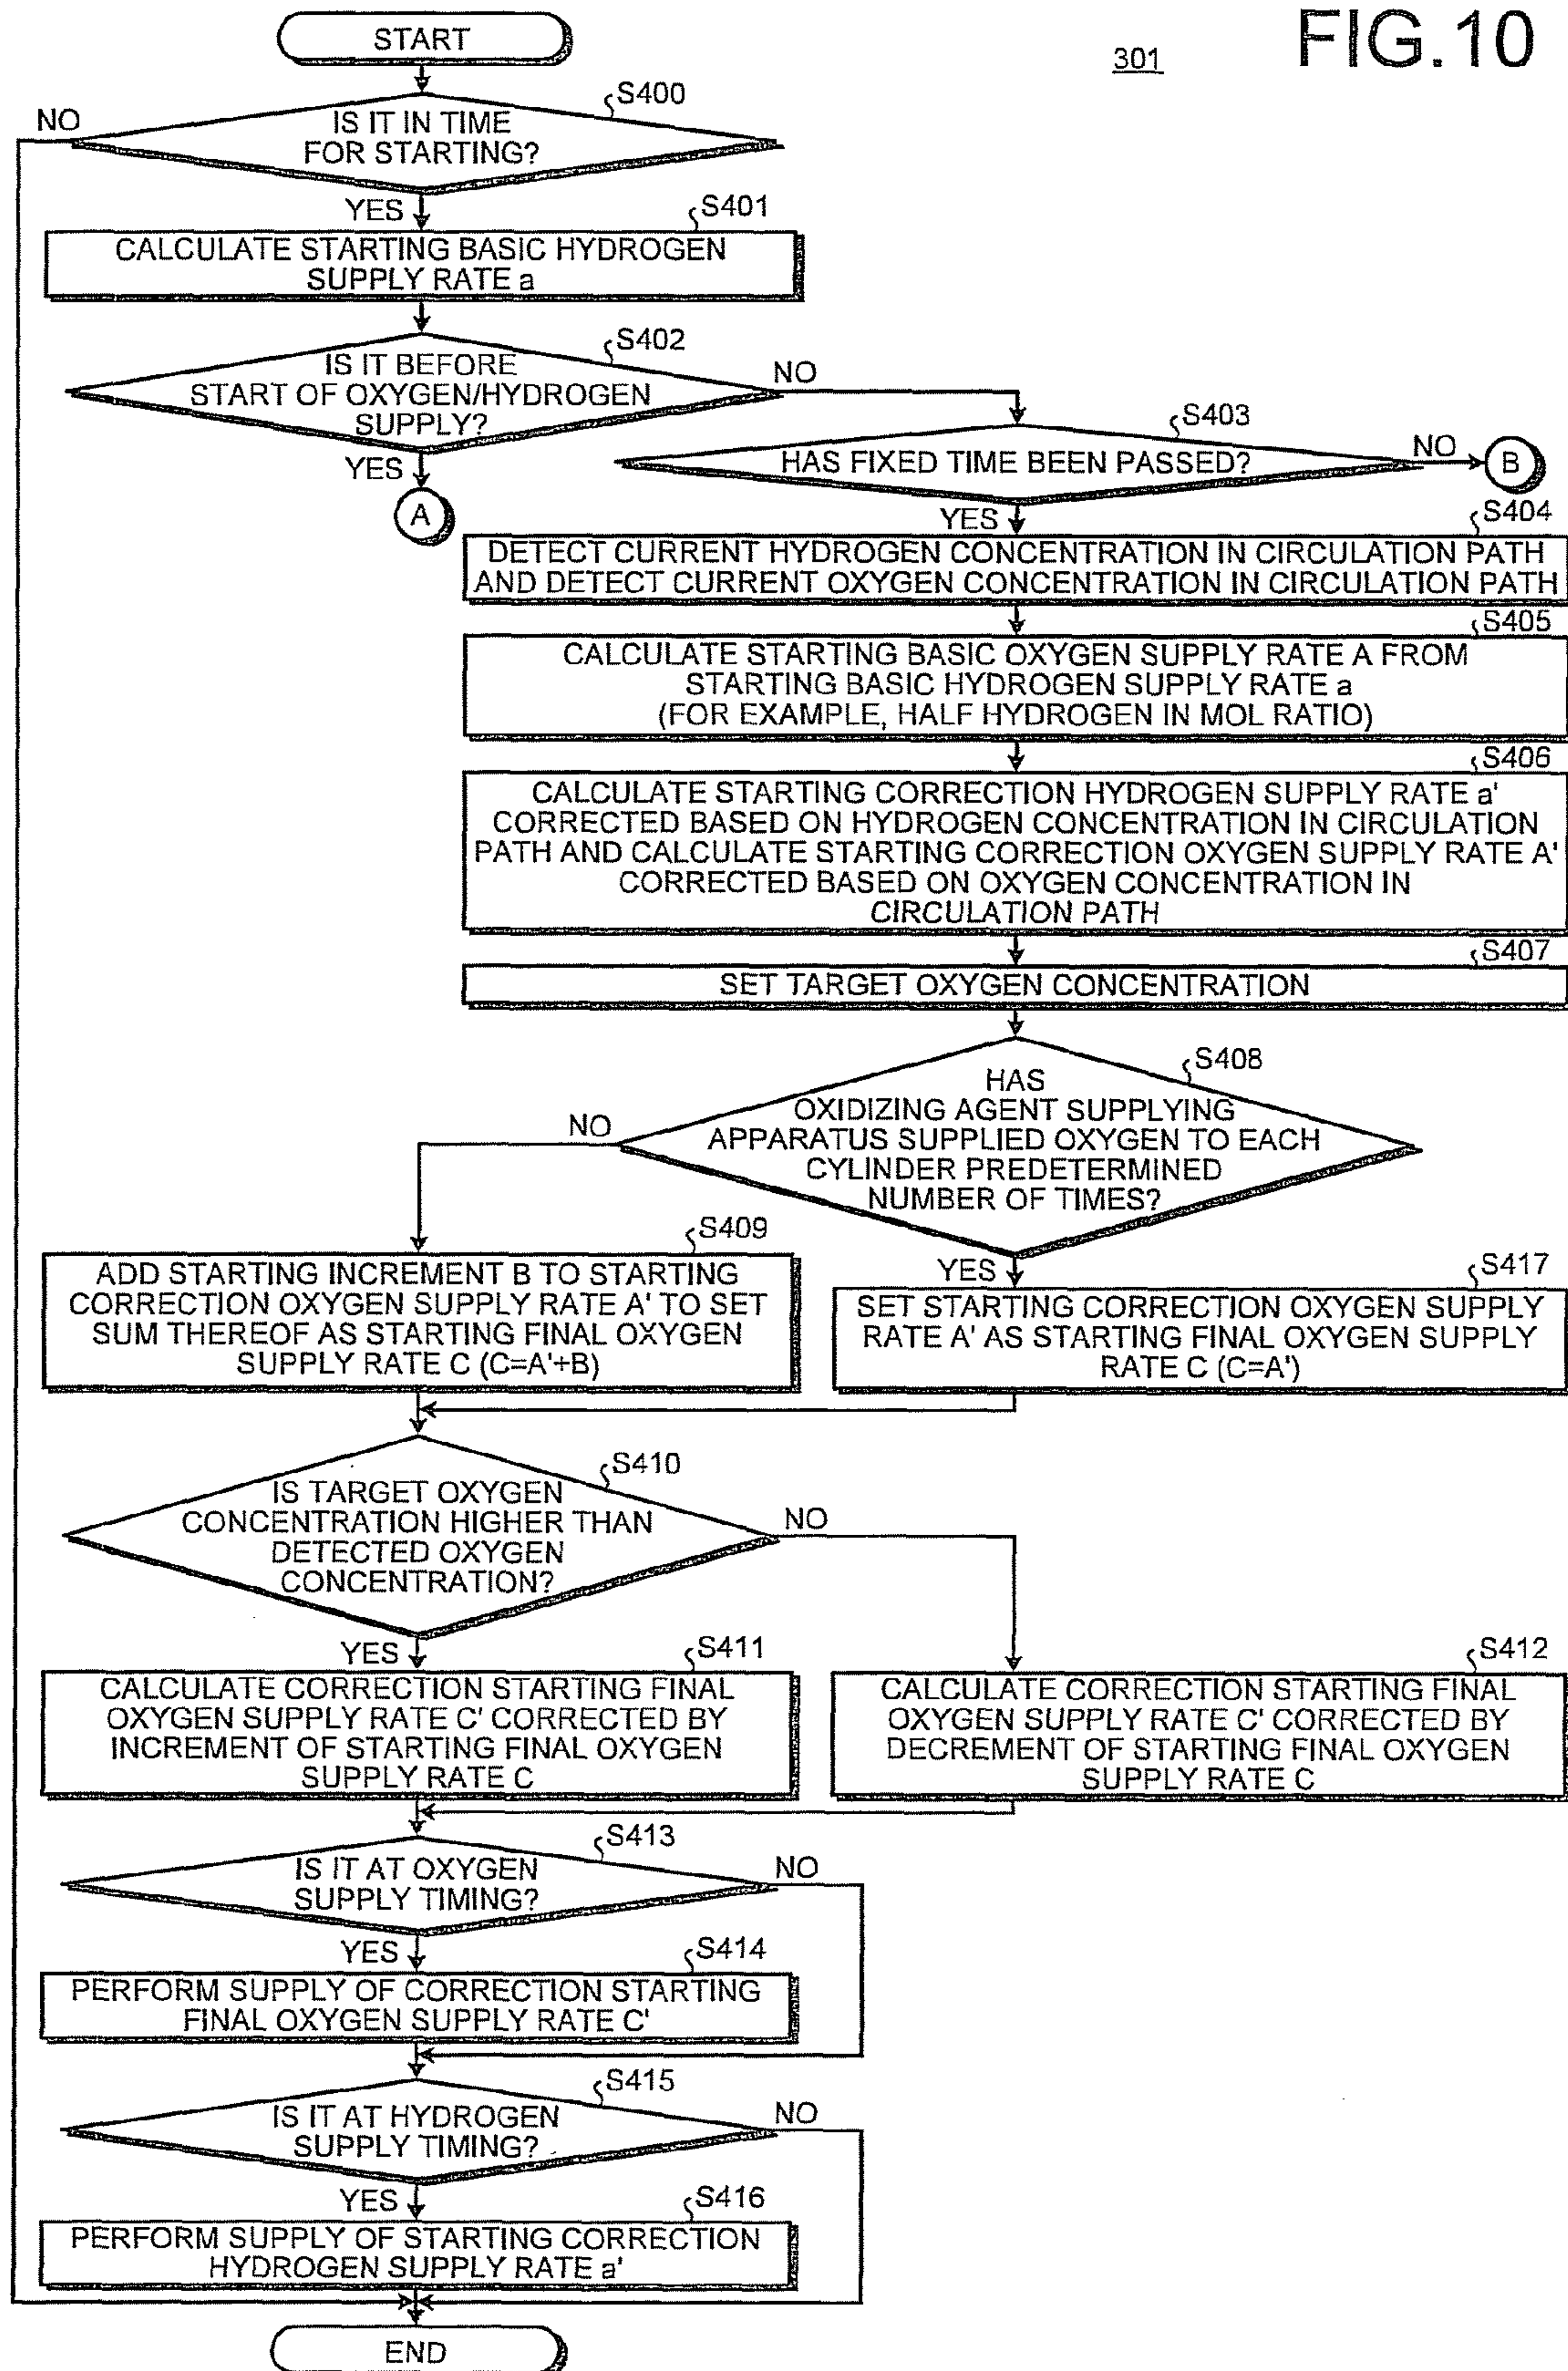 FIG.10
301
START
S400
NO
IS IT IN TIME
FOR STARTING?
YES
S401
CALCULATE STARTING BASIC HYDROGEN
SUPPLY RATE a
S402
IS IT BEFORE
START OF OXYGEN/HYDROGEN
SUPPLY?
NO
YES
A
S403
HAS FIXED TIME BEEN PASSED?
NO
B
YES
S404
DETECT CURRENT HYDROGEN CONCENTRATION IN CIRCULATION PATH
AND DETECT CURRENT OXYGEN CONCENTRATION IN CIRCULATION PATH
S405
CALCULATE STARTING BASIC OXYGEN SUPPLY RATE A FROM
STARTING BASIC HYDROGEN SUPPLY RATE a
(FOR EXAMPLE, HALF HYDROGEN IN MOL RATIO)
S406
CALCULATE STARTING CORRECTION HYDROGEN SUPPLY RATE a'
CORRECTED BASED ON HYDROGEN CONCENTRATION IN CIRCULATION
PATH AND CALCULATE STARTING CORRECTION OXYGEN SUPPLY RATE A'
CORRECTED BASED ON OXYGEN CONCENTRATION IN
CIRCULATION PATH
S407
SET TARGET OXYGEN CONCENTRATION
S408
HAS
OXIDIZING AGENT SUPPLYING
APPARATUS SUPPLIED OXYGEN TO EACH
CYLINDER PREDETERMINED
NUMBER OF TIMES?
NO
YES
S409
ADD STARTING INCREMENT B TO STARTING
CORRECTION OXYGEN SUPPLY RATE A' TO SET
SUM THEREOF AS STARTING FINAL OXYGEN
SUPPLY RATE C (C=A'+B)
S417
SET STARTING CORRECTION OXYGEN SUPPLY
RATE A' AS STARTING FINAL OXYGEN SUPPLY
RATE C (C=A')
S410
IS TARGET OXYGEN
CONCENTRATION HIGHER THAN
DETECTED OXYGEN
CONCENTRATION?
NO
YES
S411
CALCULATE CORRECTION STARTING FINAL
OXYGEN SUPPLY RATE C' CORRECTED BY
INCREMENT OF STARTING FINAL OXYGEN
SUPPLY RATE C
S412
CALCULATE CORRECTION STARTING FINAL
OXYGEN SUPPLY RATE C' CORRECTED BY
DECREMENT OF STARTING FINAL OXYGEN
SUPPLY RATE C
S413
IS IT AT OXYGEN
SUPPLY TIMING?
NO
YES
S414
PERFORM SUPPLY OF CORRECTION STARTING
FINAL OXYGEN SUPPLY RATE C'
S415
IS IT AT HYDROGEN
SUPPLY TIMING?
NO
YES
S416
PERFORM SUPPLY OF STARTING CORRECTION
HYDROGEN SUPPLY RATE a'
END